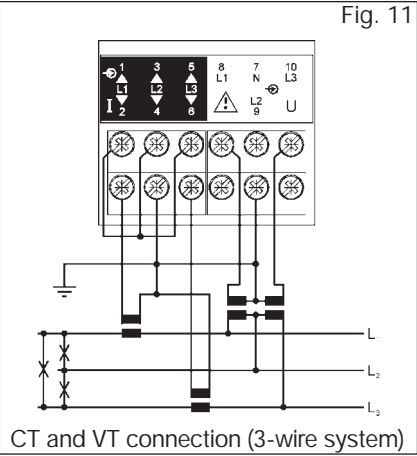 Fig. 11
1 3 5 8 7 10
L1 N L3
L1 L2 L3
I 2 4 6 L2 U
9
L1
L2
L3
CT and VT connection (3-wire system)